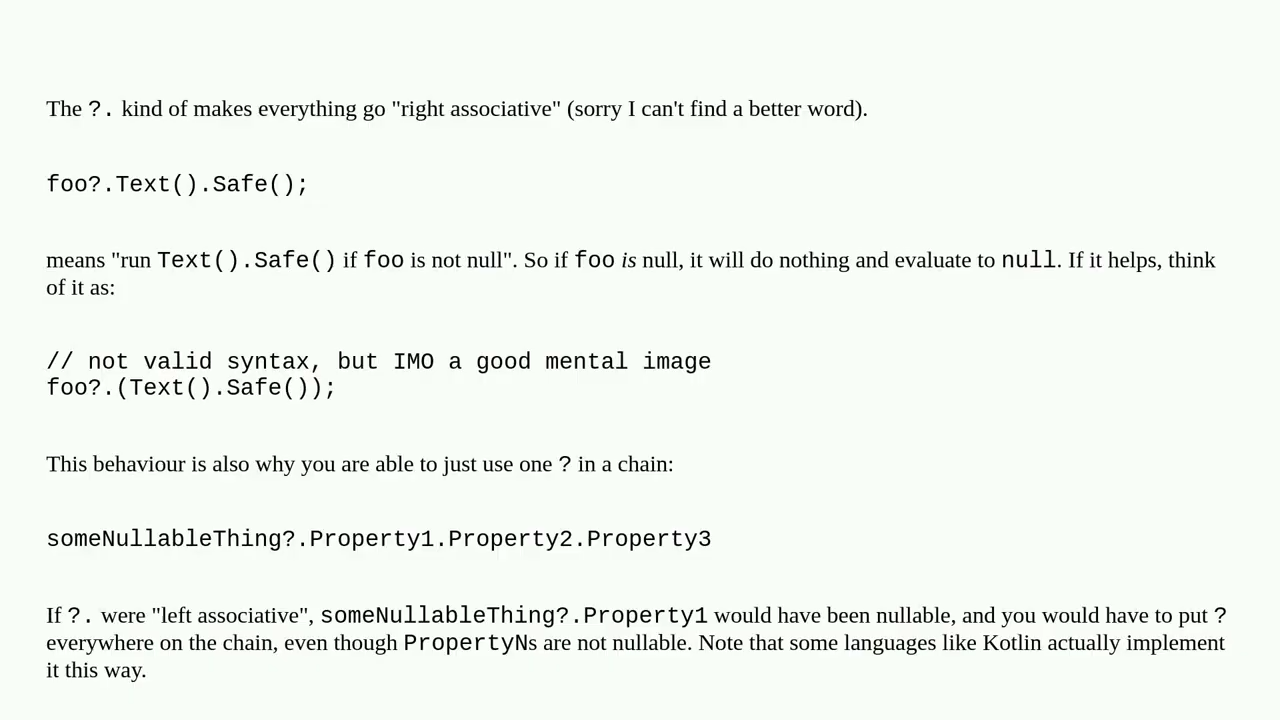 The ?. kind of makes everything go "right associative" (sorry I can't find a better word).
foo?.Text().Safe();
means "run Text().Safe() if foo is not null". So if foo is null, it will do nothing and evaluate to null. If it helps, think
of it as:
// not valid syntax, but IMO a good mental image
foo?.(Text().Safe());
This behaviour is also why you are able to just use one ? in a chain:
someNullableThing?.Property1.Property2.Property3
If ?. were "left associative", someNullableThing?.Property1 would have been nullable, and you would have to put ?
everywhere on the chain, even though PropertyNs are not nullable. Note that some languages like Kotlin actually implement
it this way.